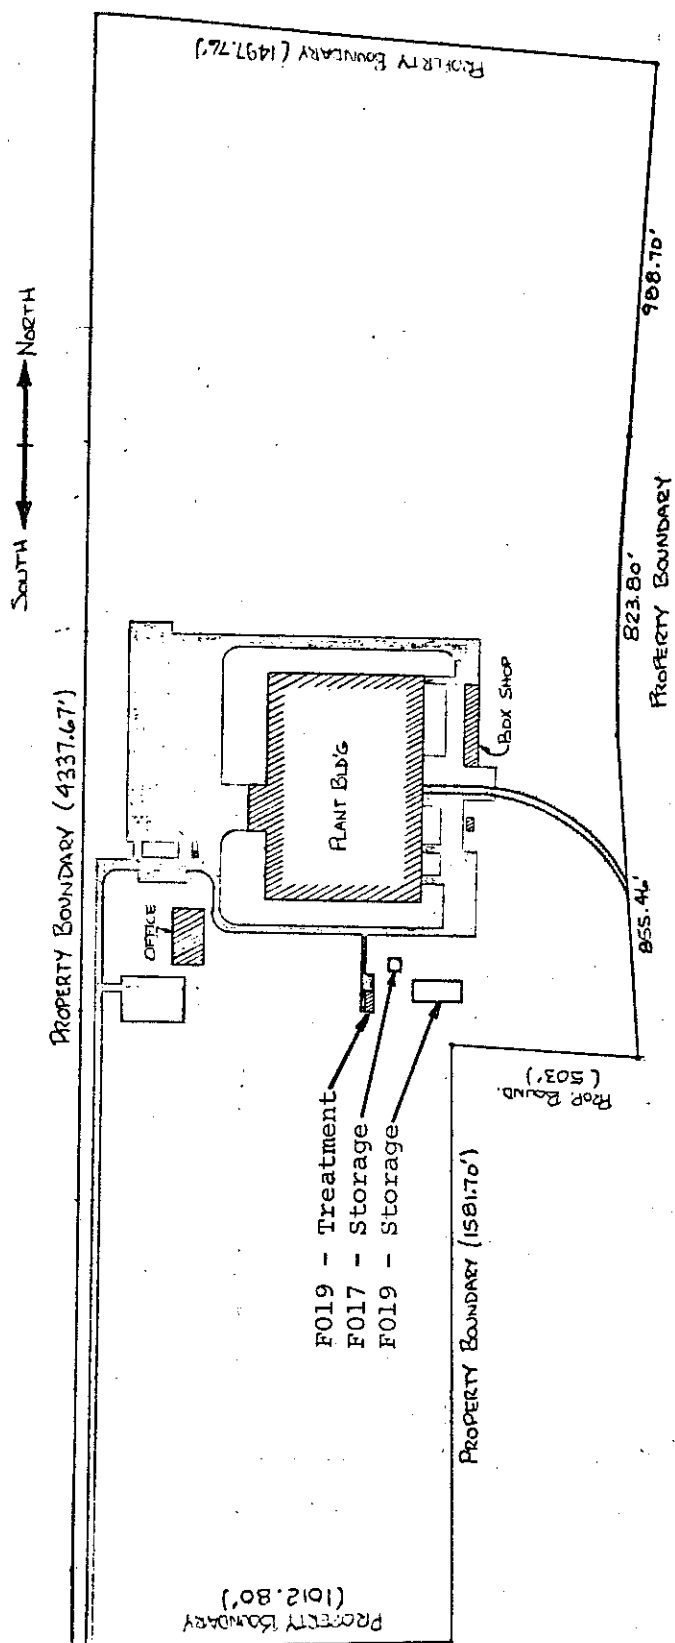 PROPERTY BOUNDARY (1497.76')
SOUTH
NORTH
988.70'
PROPERTY BOUNDARY (4337.67')
823.80'
PROPERTY BOUNDARY
BOX SHOP
PLANT BLD'G
855.46'
OFFICE
PROP. BOUND.
(503')
F019 - Treatment
F017 - Storage
F019 - Storage
PROPERTY BOUNDARY (1581.70')
PROPERTY BOUNDARY
(1012.80')